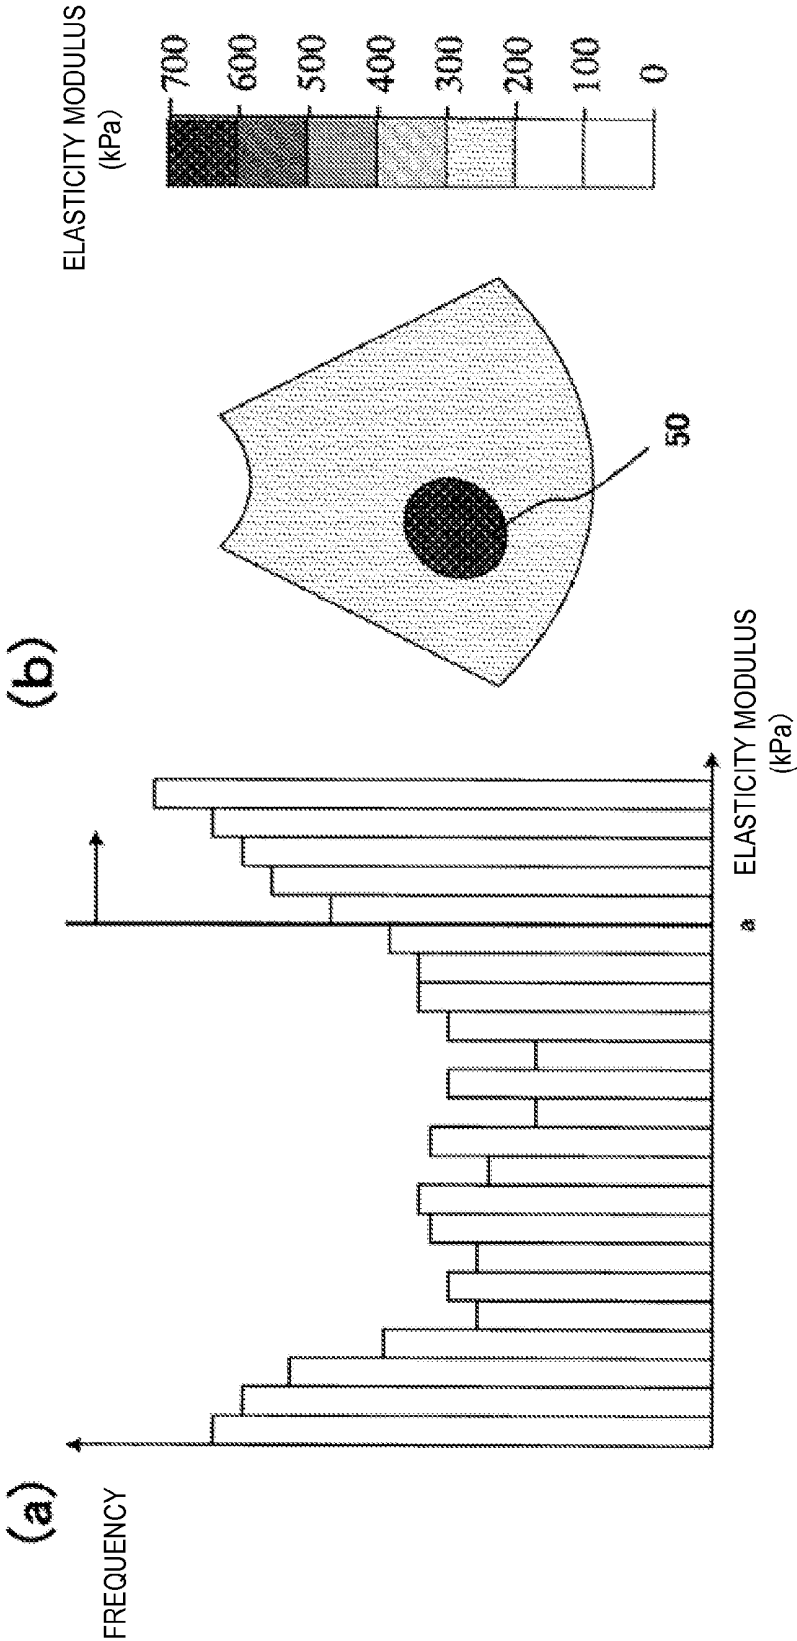 (a)
FREQUENCY
a
ELASTICITY MODULUS
(kPa)
(b)
50
ELASTICITY MODULUS
(kPa)
700
600
500
400
300
200
100
0